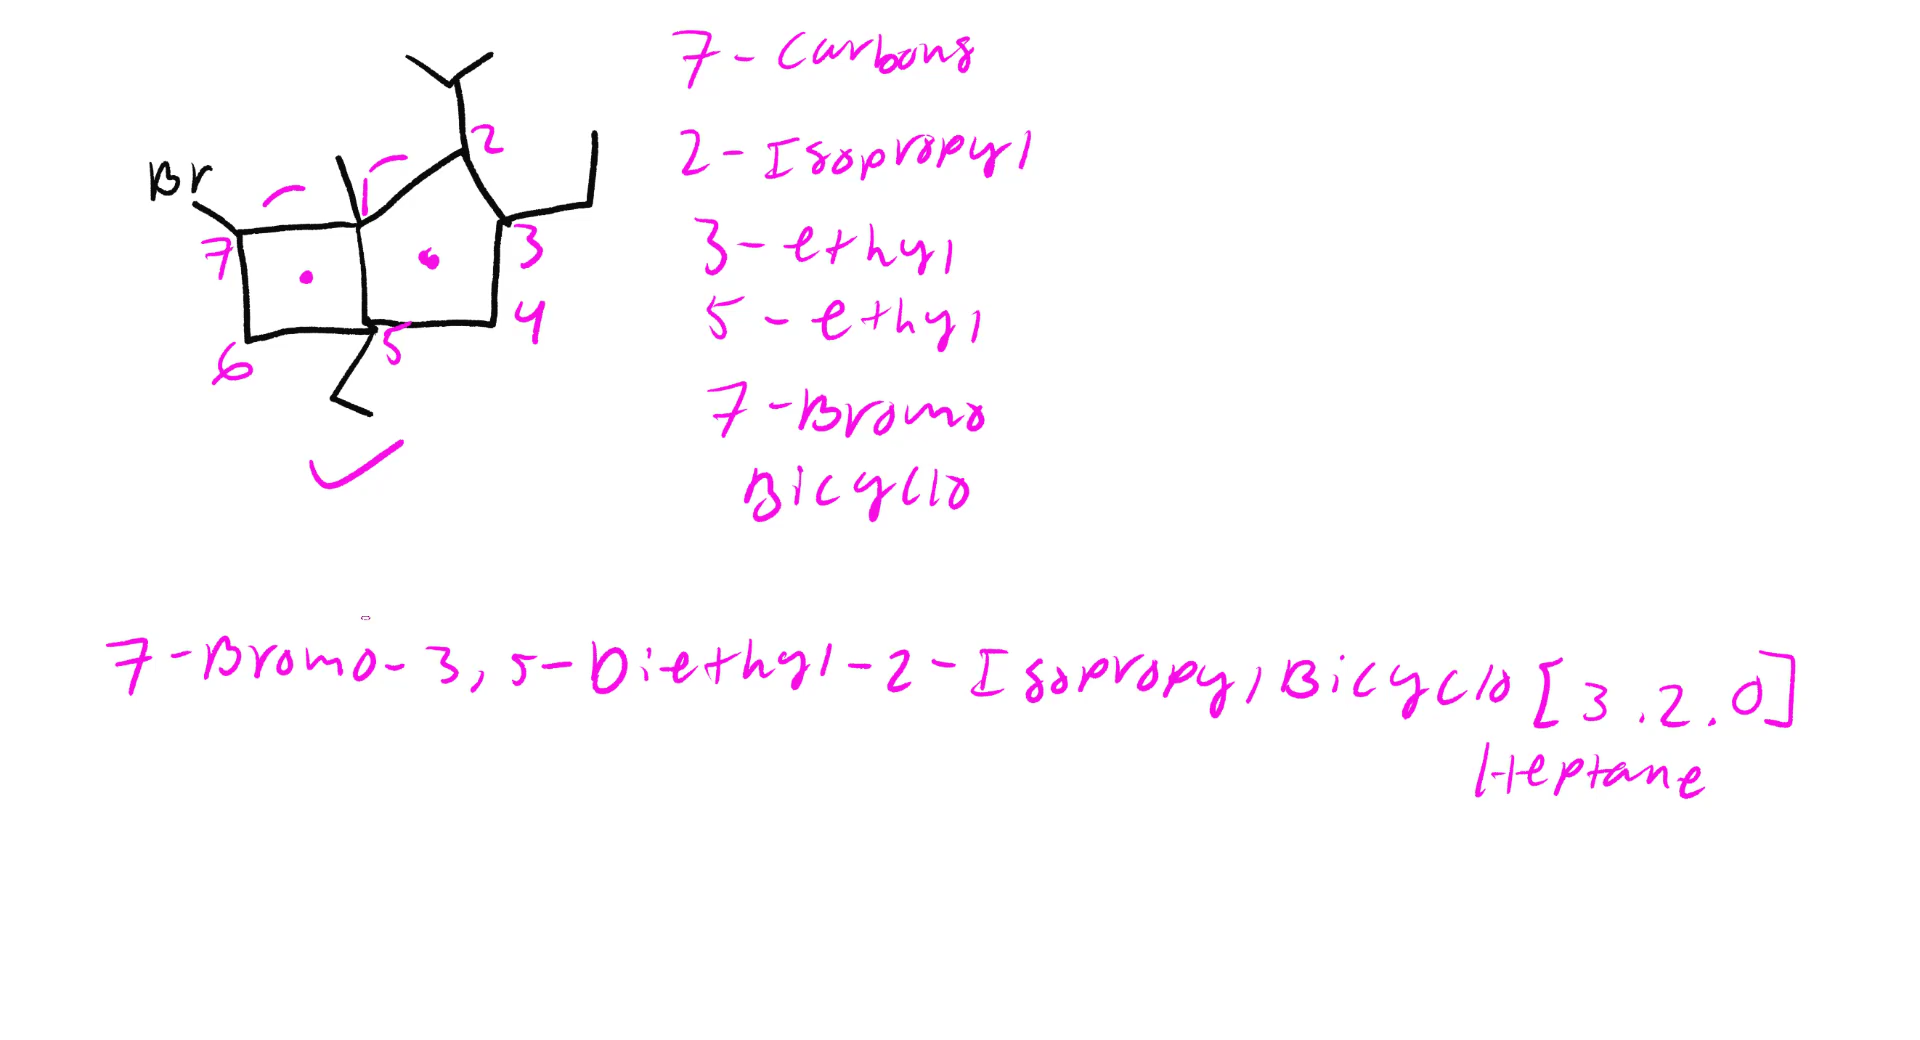 7-Carbons
2-Isopropyl
Br
2
1
7
3
3-ethyl
4
5
6
5-ethyl
7-Bromo
Bicyclo
7-Bromo-3,5-Diethyl-2-IsopropylBicyclo[3.2.0]
Heptane